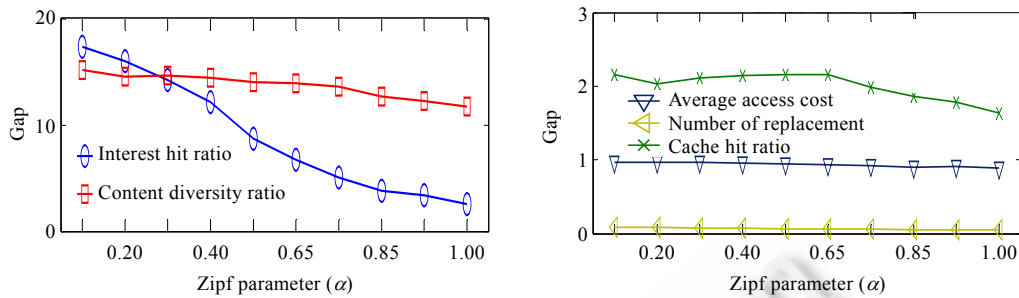 20
10
0
Gap
Interest hit ratio
Content diversity ratio
0.20 0.40 0.65 0.85 1.00
Zipf parameter (α)
3
2
1
0
Gap
Average access cost
Number of replacement
Cache hit ratio
0.20 0.40 0.65 0.85 1.00
Zipf parameter (α)